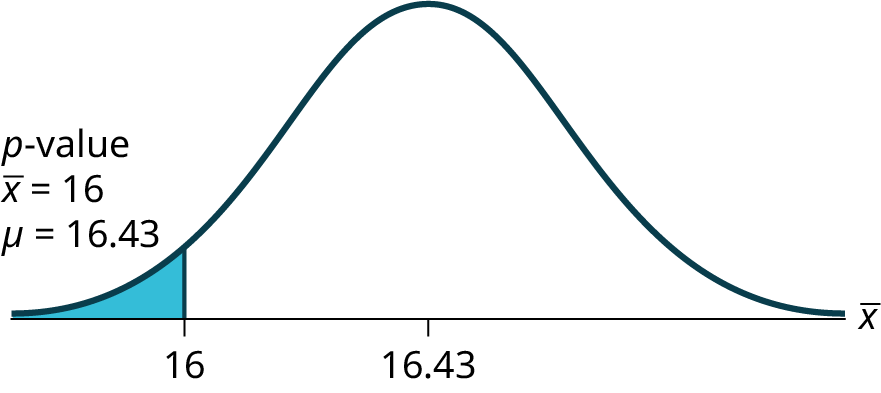 p-value
x̅ = 16
μ = 16.43
x̅
16
16.43